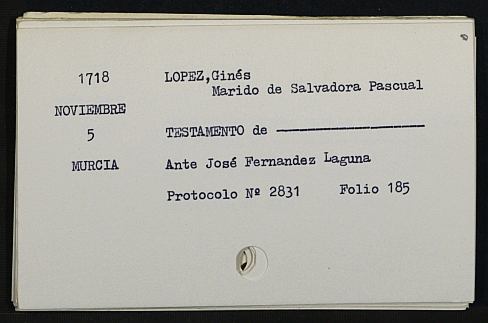 1718 LOPEZ,Ginés
Marido de Salvadora Pascual
NOVIEMBRE
5 TESTAMENTO de ————————————
MURCIA Ante José Fernandez Laguna
Protocolo Nº 2831 Folio 185